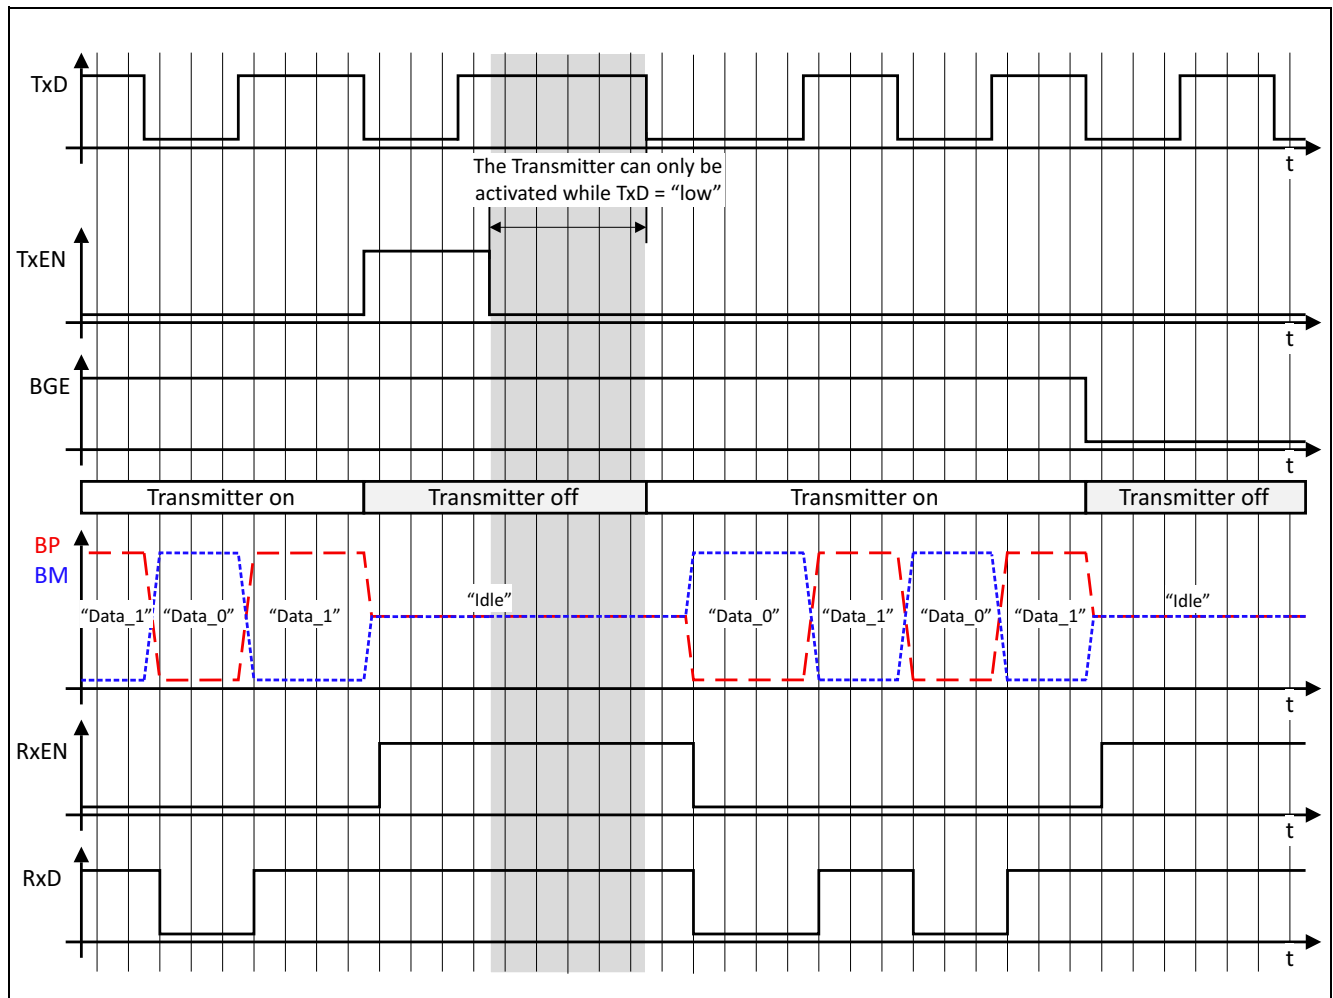 TxD
t
The Transmitter can only be
activated while TxD = “low”
TxEN
t
BGE
t
Transmitter on
Transmitter off
Transmitter on
Transmitter off
BP
BM
“Data_1”
“Data_0”
“Data_1”
“Idle”
“Data_0”
“Data_1”
“Data_0”
“Data_1”
“Idle”
t
RxEN
t
RxD
t